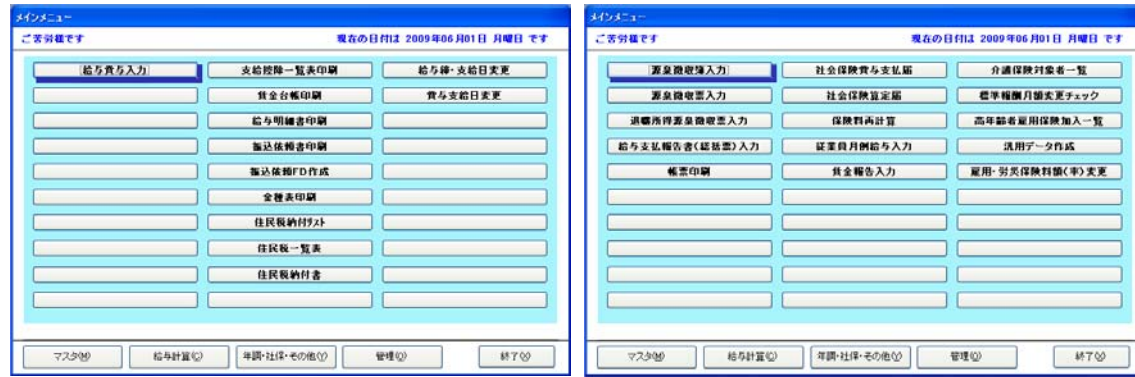 メインメニュー
ご苦労様です 現在の日付は 2009年06月01日 月曜日 です
給与賞与入力 支給控除一覧表印刷 給与締・支給日変更
賃金台帳印刷 賞与支給日変更
給与明細書印刷
振込依頼書印刷
振込依頼FD作成
金種表印刷
住民税納付リスト
住民税一覧表
住民税納付書
マスタ(M) 給与計算(C) 年調・社保・その他(Y) 管理(Q) 終了(X)
メインメニュー
ご苦労様です 現在の日付は 2009年06月01日 月曜日 です
源泉徴収簿入力 社会保険賞与支払届 介護保険対象者一覧
源泉徴収票入力 社会保険算定届 標準報酬月額変更チェック
退職所得源泉徴収票入力 保険料再計算 高年齢者雇用保険加入一覧
給与支払報告書(総括票)入力 従業員月例給与入力 汎用データ作成
帳票印刷 賃金報告入力 雇用・労災保険料額(率)変更
マスタ(M) 給与計算(C) 年調・社保・その他(Y) 管理(Q) 終了(X)